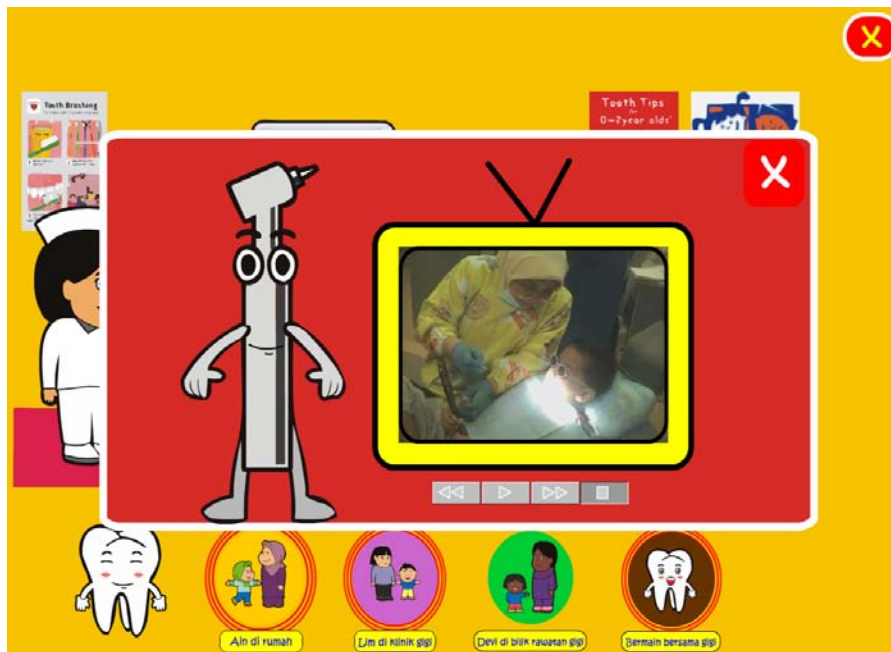 X
Tooth Brushing
Tooth Tips
for
0-7year olds'
X
Ain di rumah
Lim di klinik gigi
Devi di bilik rawatan gigi
Bermain bersama gigi